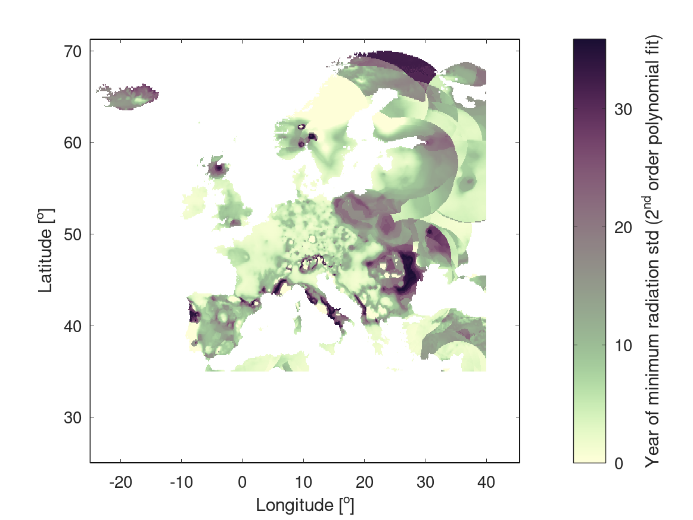 70
60
50
40
30
-20 -10 0 10 20 30 40
Longitude [o]
Latitude [o]
30
20
10
0
Year of minimum radiation std (2nd order polynomial fit)